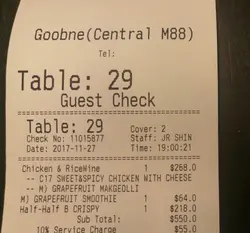 Goobne(Central M88)
Tel:
Table: 29
Guest Check
Table: 29 Cover: 2
Check No: 11015877 Staff: JR SHIN
Date: 2017-11-27 Time: 19:00:21
Chicken & RiceWine 1 $268.0
-- C17 SWEET&SPICY CHICKEN WITH CHEESE
-- M) GRAPEFRUIT MAKGEOLLI
M) GRAPEFRUIT SMOOTHIE 1 $64.0
Half-Half B CRISPY 1 $218.0
Sub Total: $550.0
10% Service Charge $55.0